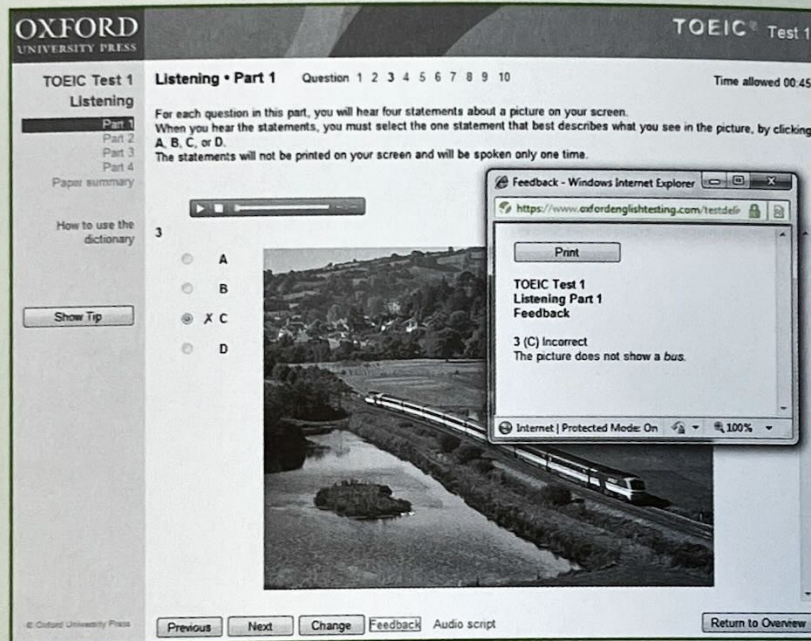 OXFORD
UNIVERSITY PRESS
TOEIC® Test 1
TOEIC Test 1
Listening
Part 1
Part 2
Part 3
Part 4
Paper summary
How to use the
dictionary
Show Tip
© Oxford University Press
Listening • Part 1 Question 1 2 3 4 5 6 7 8 9 10 Time allowed 00:45
For each question in this part, you will hear four statements about a picture on your screen.
When you hear the statements, you must select the one statement that best describes what you see in the picture, by clicking
A, B, C, or D.
The statements will not be printed on your screen and will be spoken only one time.
3
A
B
✗ C
D
Feedback - Windows Internet Explorer
https://www.oxfordenglishtesting.com/testdeli
Print
TOEIC Test 1
Listening Part 1
Feedback
3 (C) Incorrect
The picture does not show a bus.
Internet | Protected Mode: On 100%
Previous Next Change Feedback Audio script Return to Overview